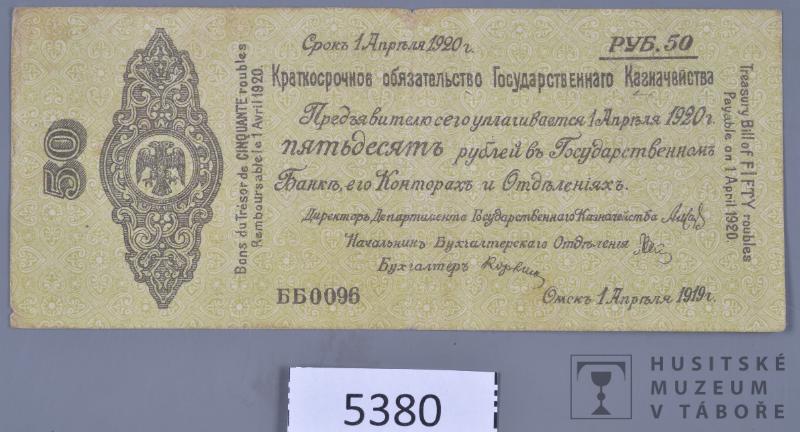 50
Bons du Trésor de CINQUANTE roubles
Remboursable le 1 Avril 1920.
Срокъ 1 Апрѣля 1920 г.
РУБ. 50
Краткосрочное обязательство Государственнаго Казначейства
Предъявителю сего уплачивается 1 Апрѣля 1920 г.
пятьдесятъ рублей въ Государственномъ
Банкѣ, его Конторахъ и Отдѣленіяхъ.
Директоръ Департамента Государственнаго Казначейства
Начальникъ Бухгалтерскаго Отдѣленія
Бухгалтеръ
ББ0096
Омскъ 1 Апрѣля 1919 г.
Treasury Bill of FIFTY roubles
Payable on 1 April 1920.
5380
HUSITSKÉ
MUZEUM
V TÁBOŘE